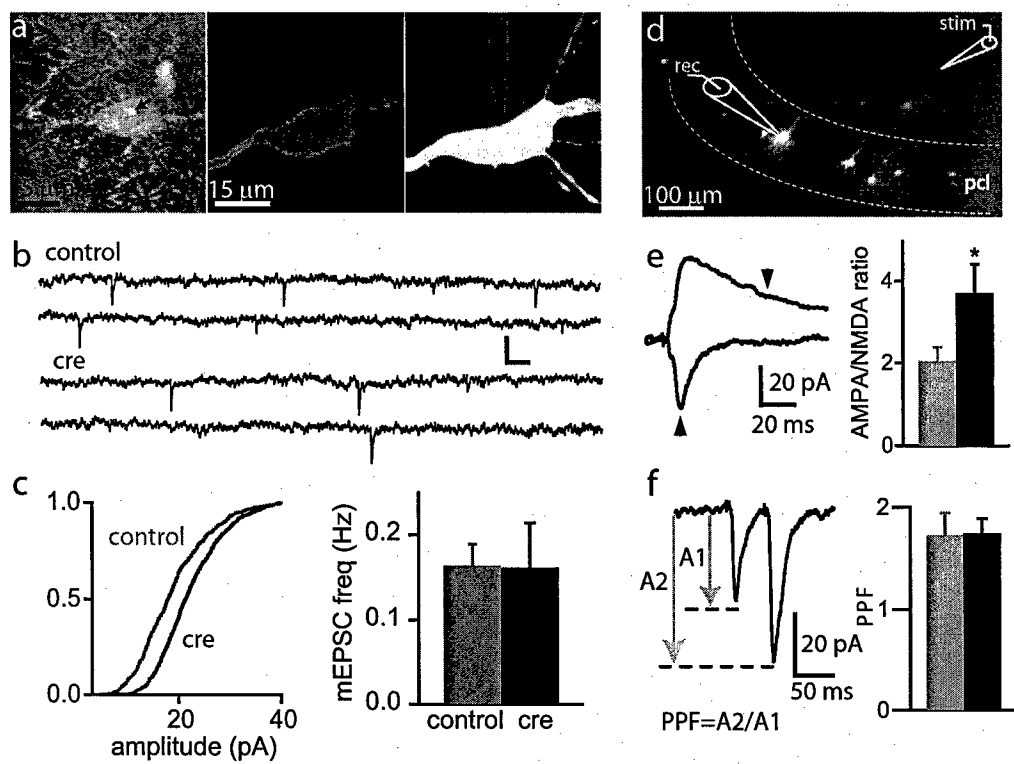 a
15 µm
b
control
cre
c
1.0
0.5
0.0
control
cre
20
40
amplitude (pA)
mEPSC freq (Hz)
0.2
0.1
0.0
control cre
d
stim
rec
100 µm
pcl
e
20 pA
20 ms
AMPA/NMDA ratio
4
2
0
*
f
A1
A2
20 pA
50 ms
PPF=A2/A1
PPF
2
1
0